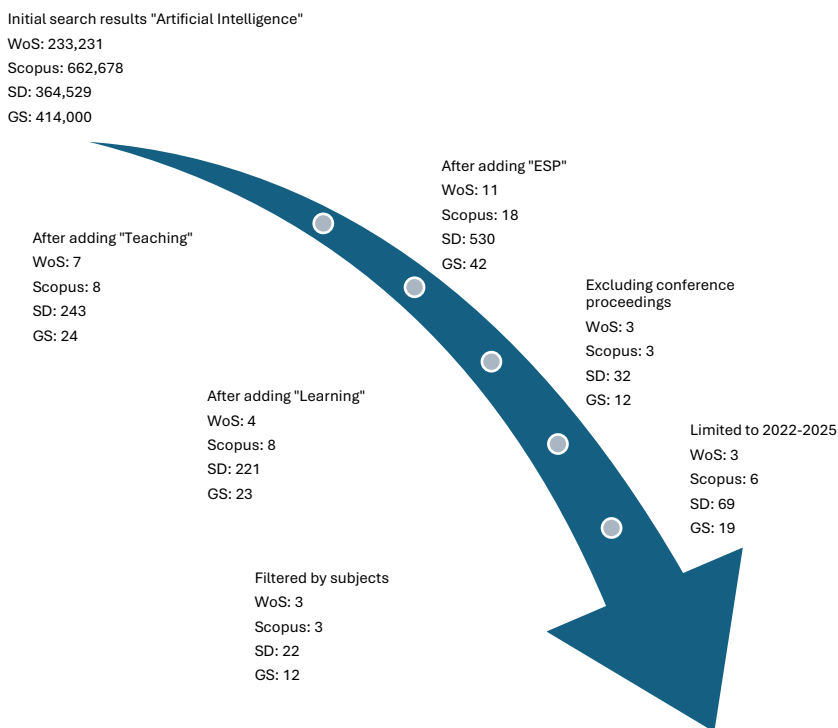 Initial search results "Artificial Intelligence"
WoS: 233,231
Scopus: 662,678
SD: 364,529
GS: 414,000
After adding "ESP"
WoS: 11
Scopus: 18
SD: 530
GS: 42
After adding "Teaching"
WoS: 7
Scopus: 8
SD: 243
GS: 24
Excluding conference
proceedings
WoS: 3
Scopus: 3
SD: 32
GS: 12
After adding "Learning"
WoS: 4
Scopus: 8
SD: 221
GS: 23
Limited to 2022-2025
WoS: 3
Scopus: 6
SD: 69
GS: 19
Filtered by subjects
WoS: 3
Scopus: 3
SD: 22
GS: 12